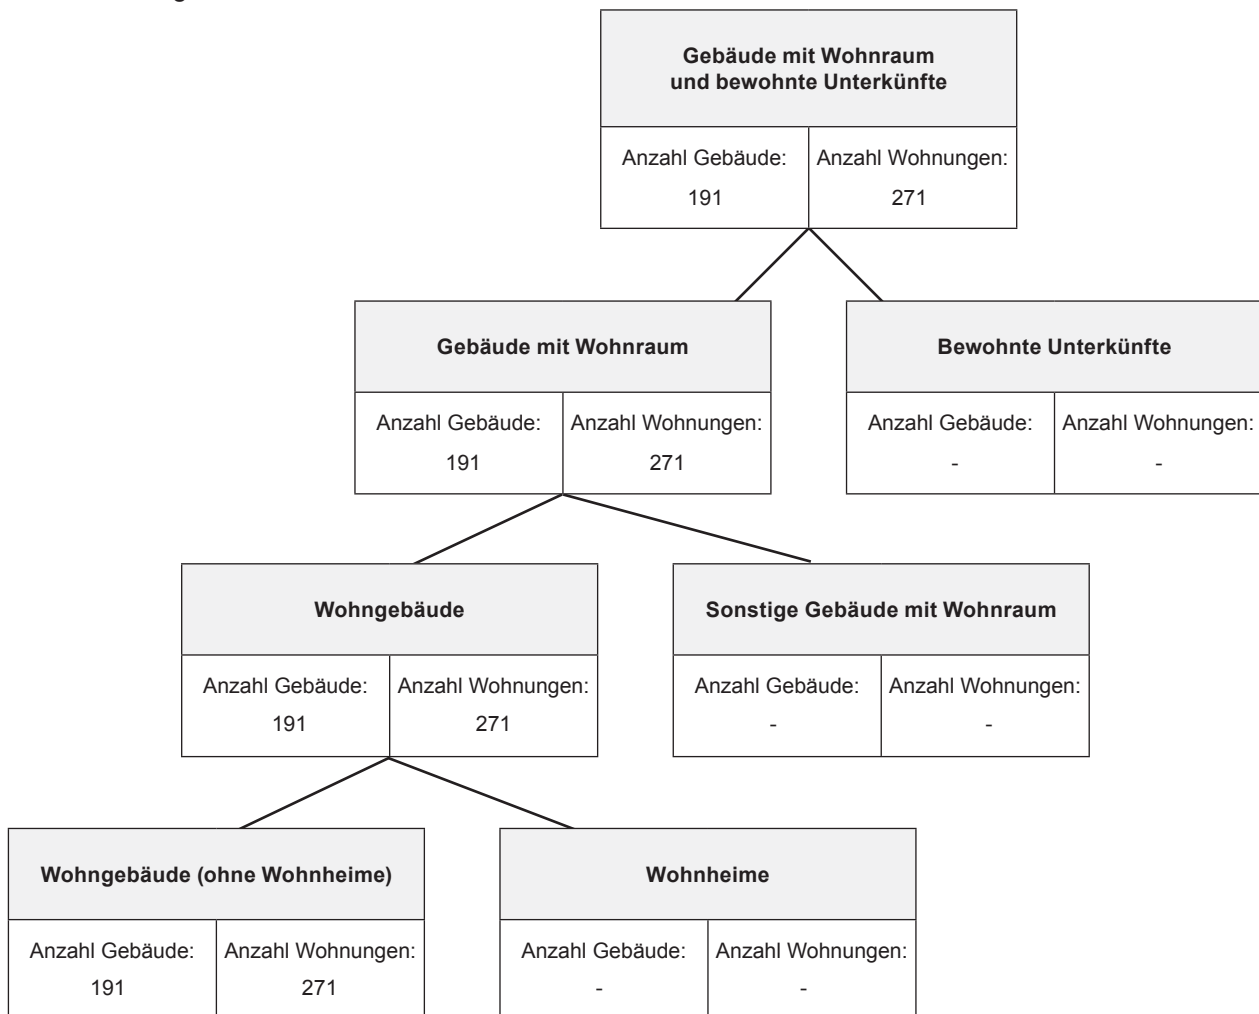 Gebäude mit Wohnraum
und bewohnte Unterkünfte
Anzahl Gebäude: Anzahl Wohnungen:
191 271
Gebäude mit Wohnraum
Anzahl Gebäude: Anzahl Wohnungen:
191 271
Bewohnte Unterkünfte
Anzahl Gebäude: Anzahl Wohnungen:
- -
Wohngebäude
Anzahl Gebäude: Anzahl Wohnungen:
191 271
Sonstige Gebäude mit Wohnraum
Anzahl Gebäude: Anzahl Wohnungen:
- -
Wohngebäude (ohne Wohnheime)
Anzahl Gebäude: Anzahl Wohnungen:
191 271
Wohnheime
Anzahl Gebäude: Anzahl Wohnungen:
- -